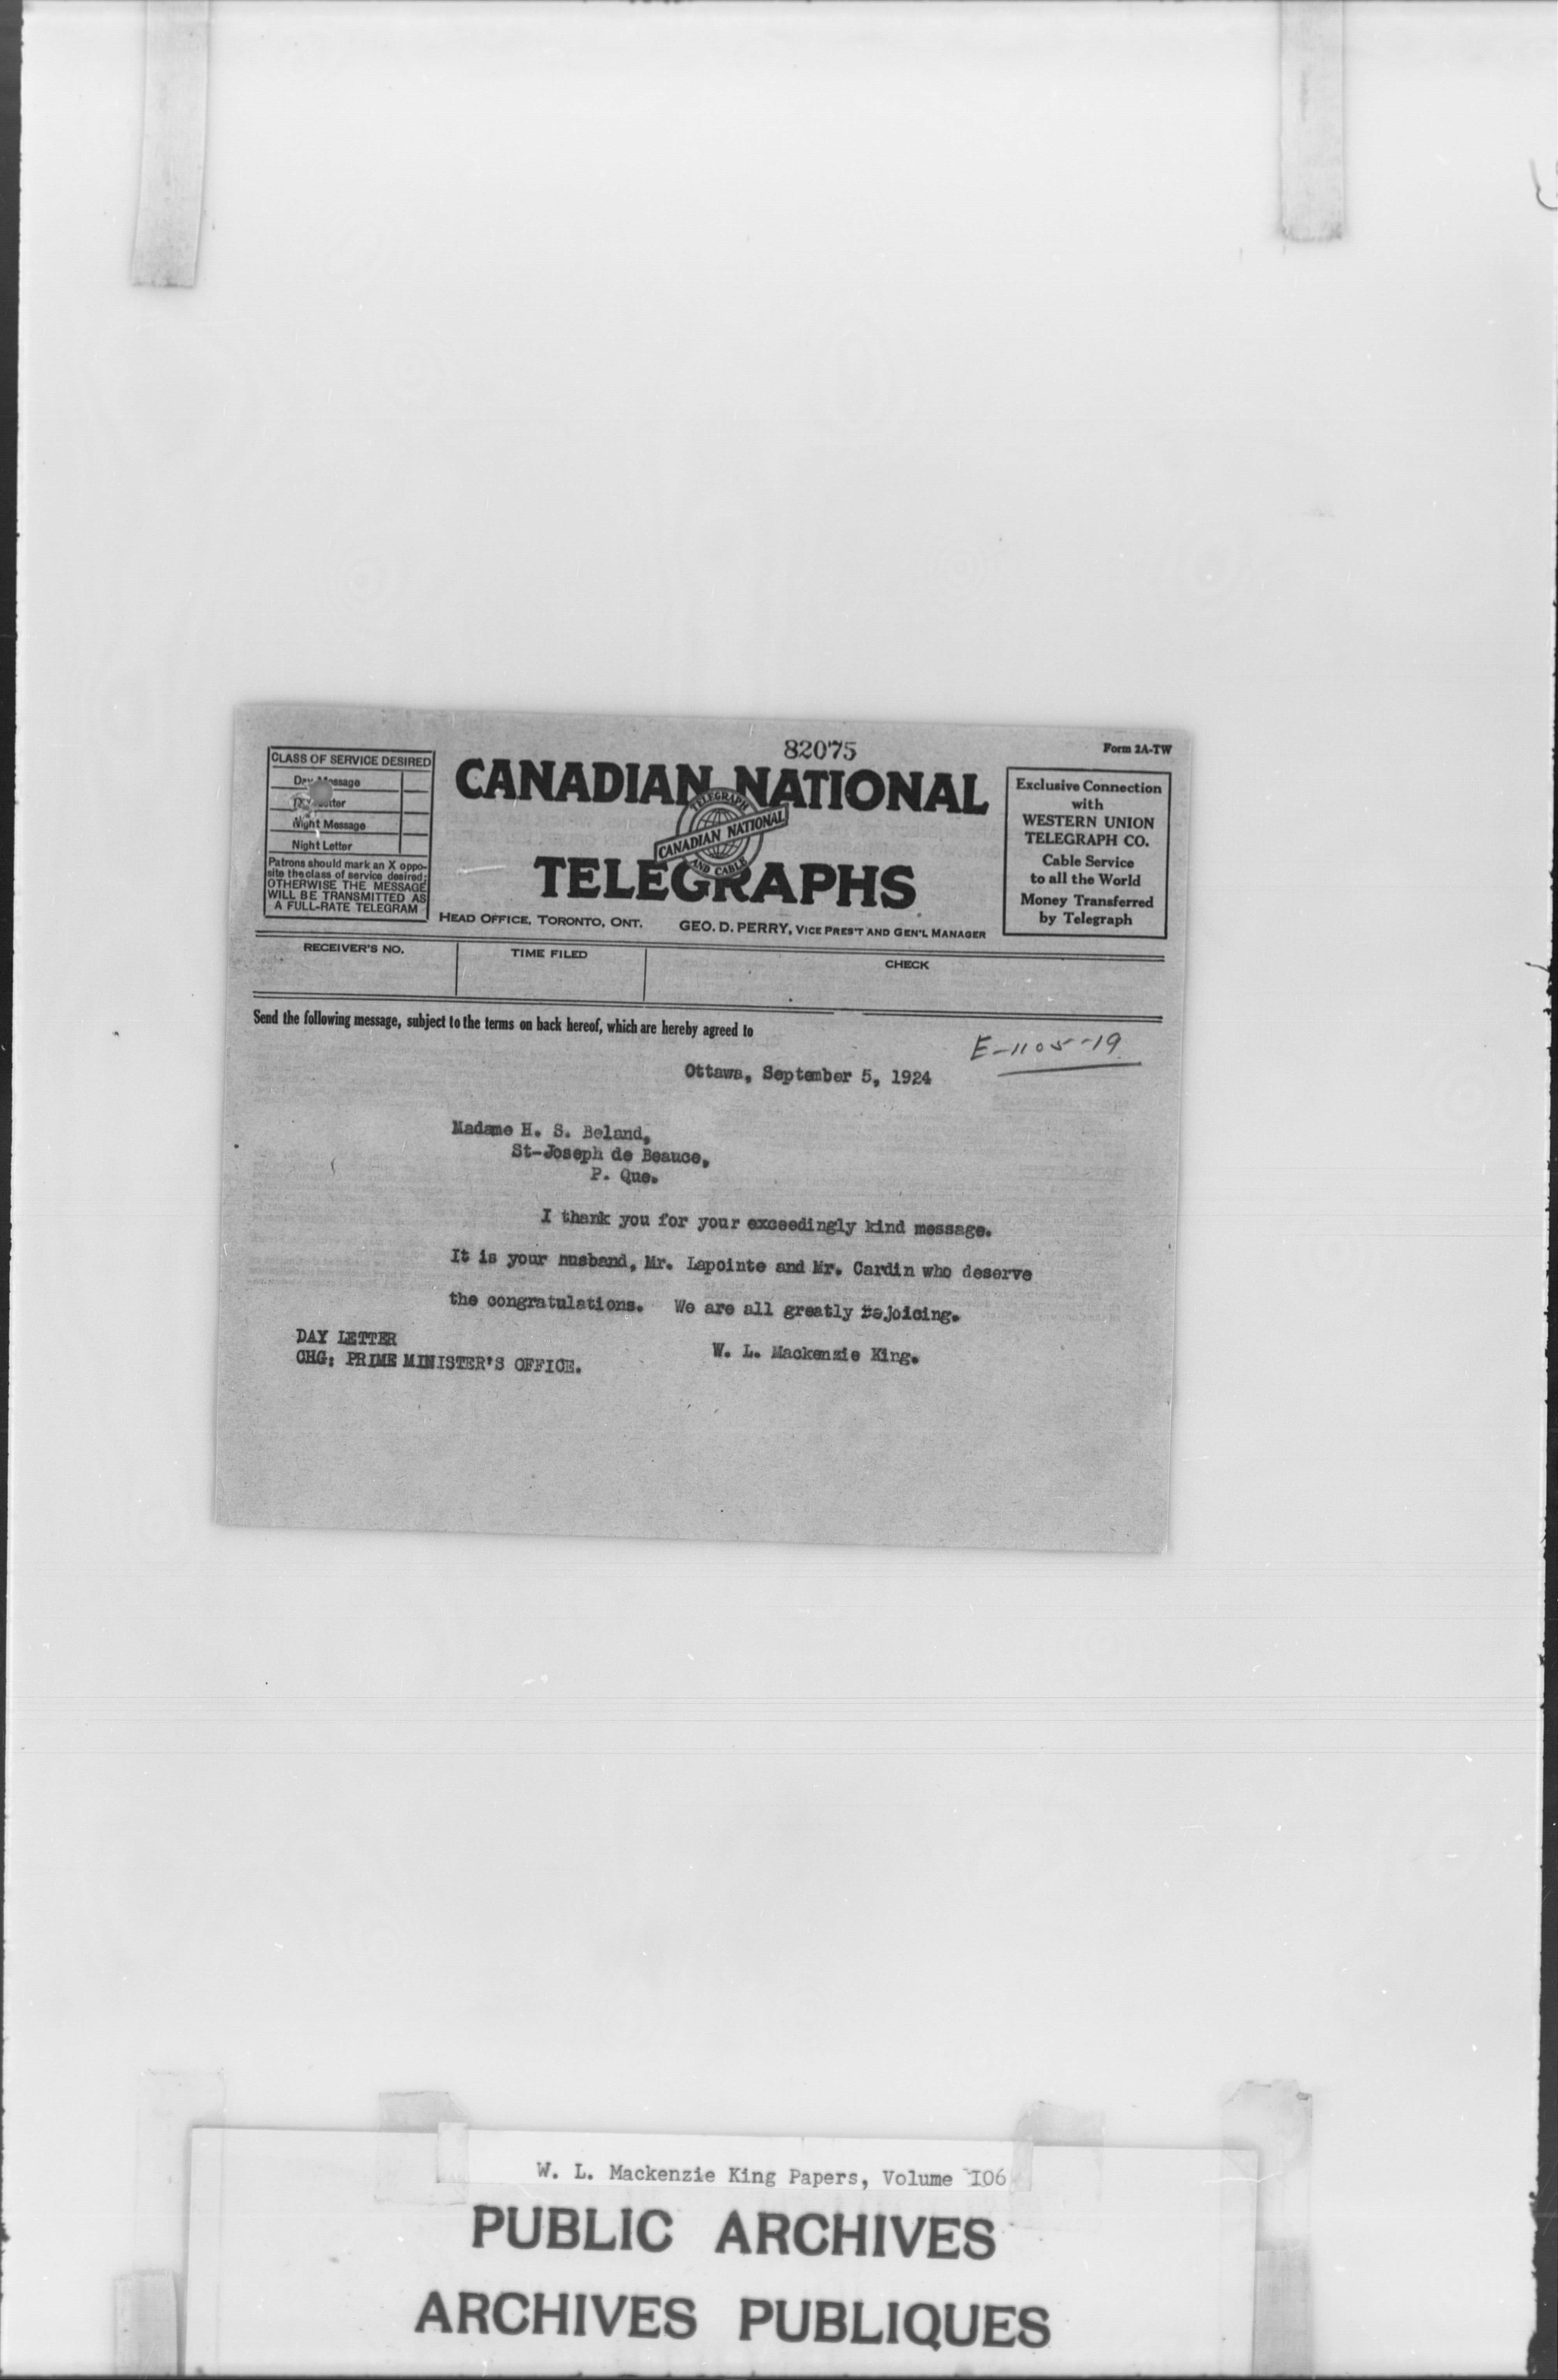 82075
Form 2A-TW
CLASS OF SERVICE DESIRED
Day Message
Day Letter
Night Message
Night Letter
Patrons should mark an X oppo-
site the class of service desired;
OTHERWISE THE MESSAGE
WILL BE TRANSMITTED AS
A FULL-RATE TELEGRAM
CANADIAN NATIONAL
TELEGRAPH
CANADIAN NATIONAL
AND CABLE
TELEGRAPHS
HEAD OFFICE, TORONTO, ONT. GEO. D. PERRY, VICE PRES'T AND GEN'L MANAGER
Exclusive Connection
with
WESTERN UNION
TELEGRAPH CO.
Cable Service
to all the World
Money Transferred
by Telegraph
RECEIVER'S NO. TIME FILED CHECK
Send the following message, subject to the terms on back hereof, which are hereby agreed to
E-1105-19
Ottawa, September 5, 1924
Madame H. S. Beland,
St-Joseph de Beauce,
P. Que.
I thank you for your exceedingly kind message.
It is your husband, Mr. Lapointe and Mr. Cardin who deserve
the congratulations. We are all greatly rejoicing.
DAY LETTER
CHG: PRIME MINISTER'S OFFICE.
W. L. Mackenzie King.
W. L. Mackenzie King Papers, Volume 106
PUBLIC ARCHIVES
ARCHIVES PUBLIQUES